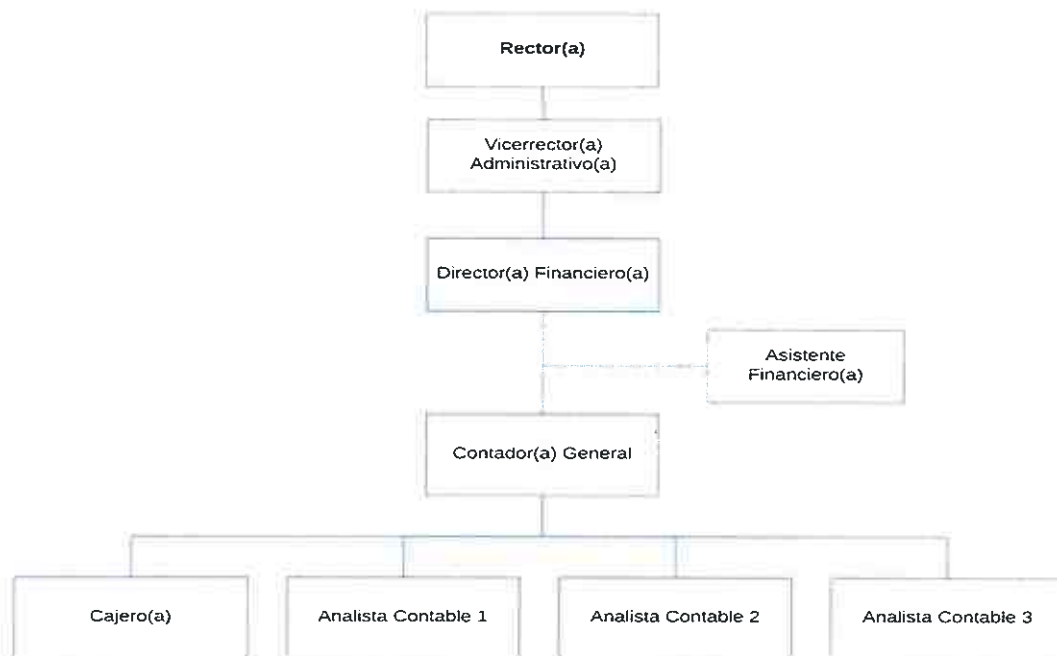 Rector(a)
Vicerrector(a)
Administrativo(a)
Director(a) Financiero(a)
Asistente
Financiero(a)
Contador(a) General
Cajero(a)
Analista Contable 1
Analista Contable 2
Analista Contable 3